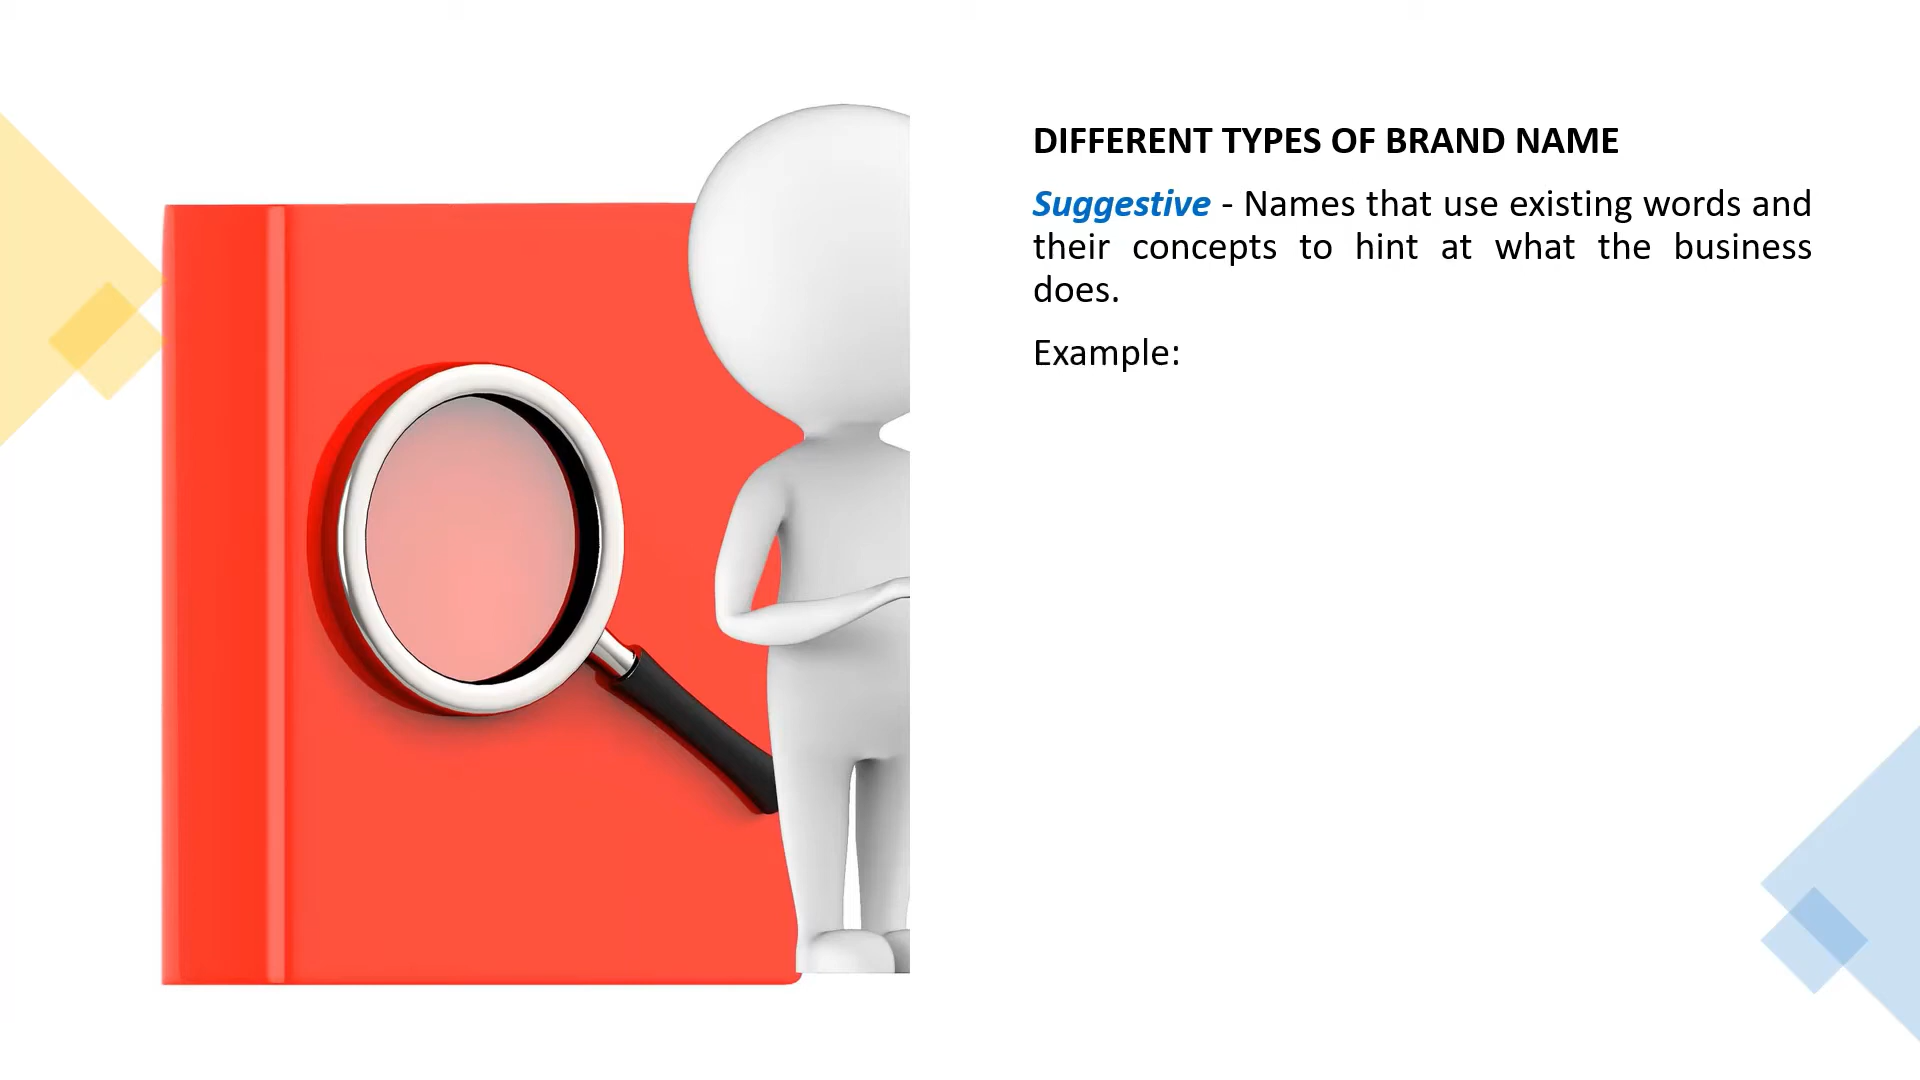 DIFFERENT TYPES OF BRAND NAME
Suggestive - Names that use existing words and
their concepts to hint at what the business
does.
Example: